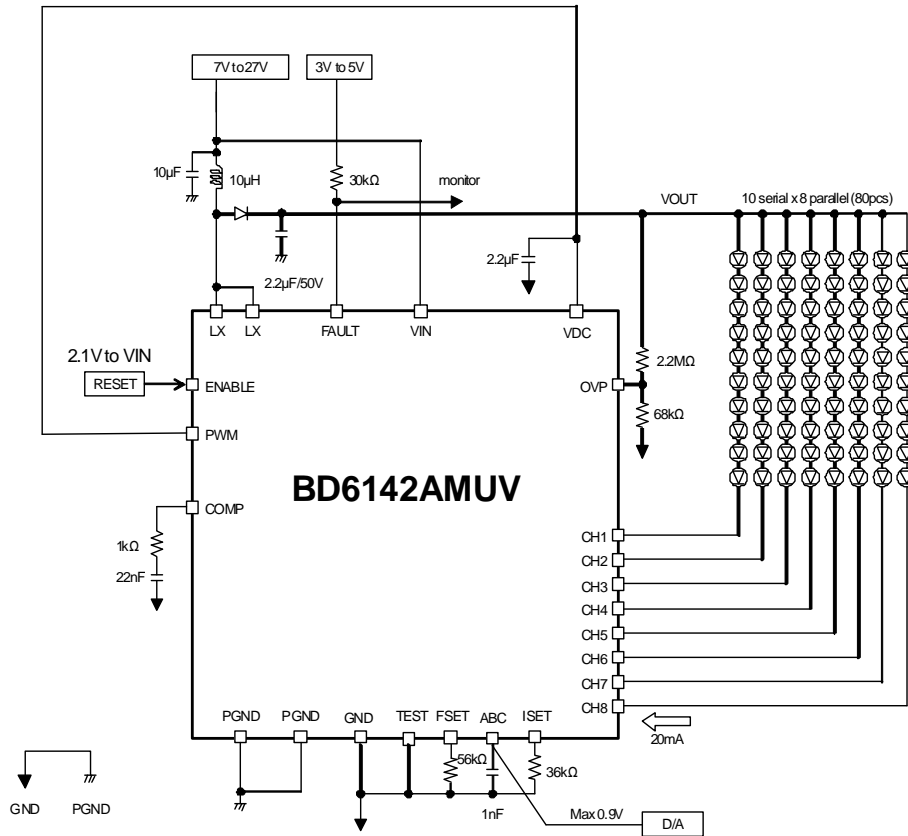 7V to 27V
3V to 5V
10μF
10μH
30kΩ
monitor
VOUT
10 serial x 8 parallel (80pcs)
2.2μF
2.2μF/50V
LX
LX
FAULT
VIN
VDC
2.1V to VIN
RESET
ENABLE
2.2MΩ
OVP
68kΩ
PWM
BD6142AMUV
COMP
1kΩ
22nF
CH1
CH2
CH3
CH4
CH5
CH6
CH7
CH8
20mA
PGND
PGND
GND
TEST
FSET
ABC
ISET
56kΩ
36kΩ
1nF
Max 0.9V
D/A
GND
PGND